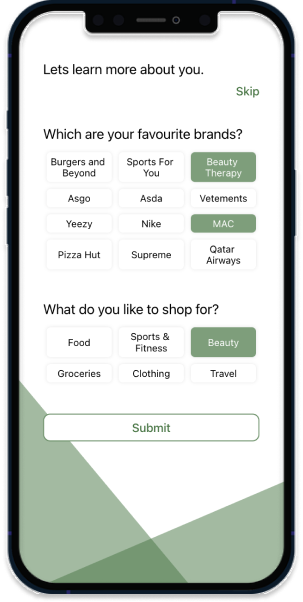 Lets learn more about you.
Skip
Which are your favourite brands?
Burgers and
Beyond
Sports For
You
Beauty
Therapy
Asgo
Asda
Vetements
Yeezy
Nike
MAC
Pizza Hut
Supreme
Qatar
Airways
What do you like to shop for?
Food
Sports &
Fitness
Beauty
Groceries
Clothing
Travel
Submit